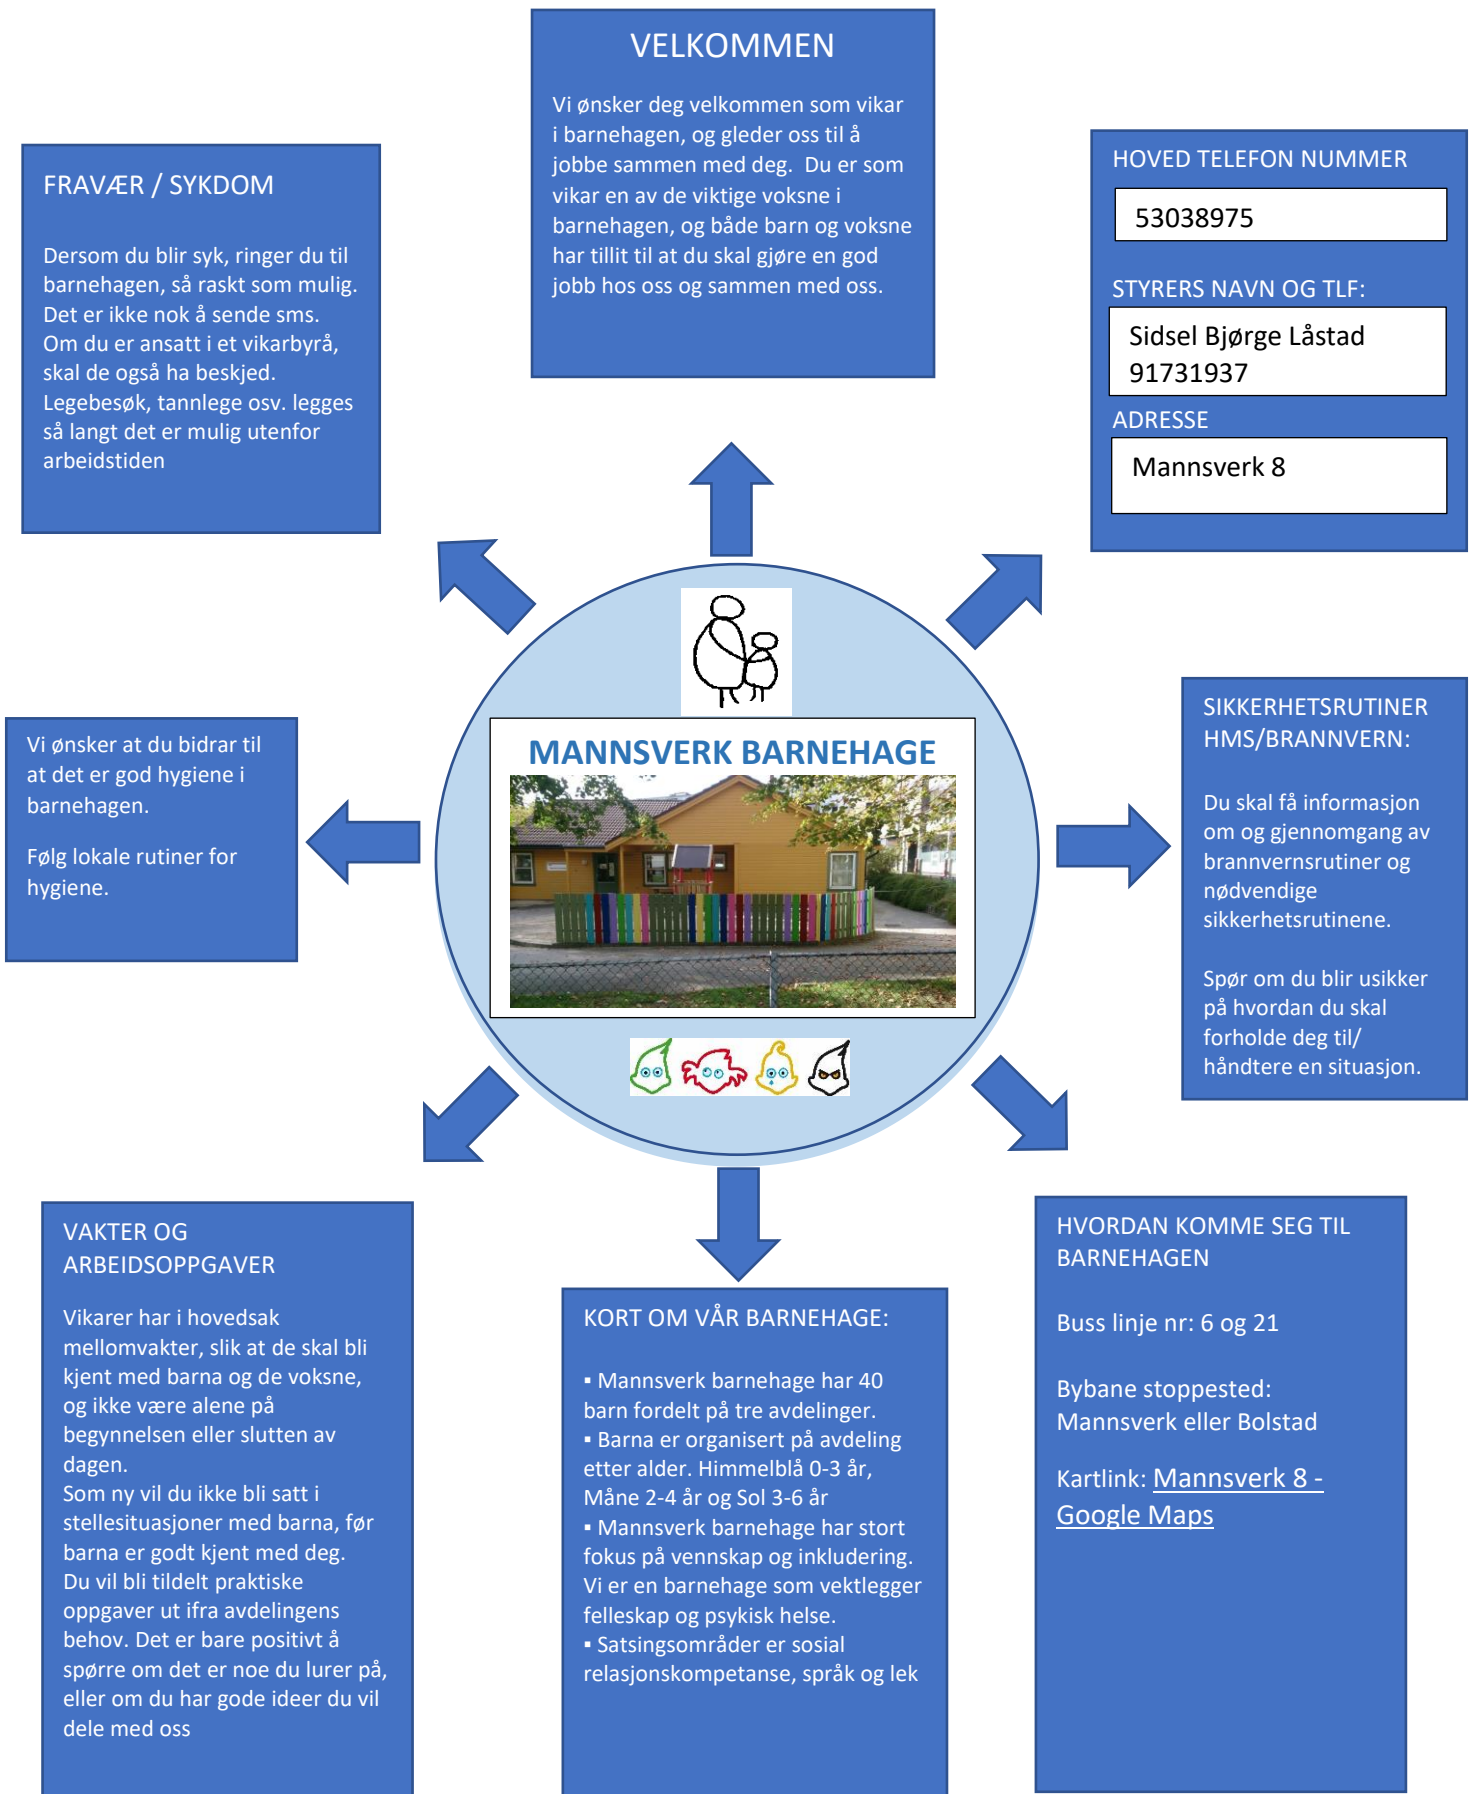 VELKOMMEN
Vi ønsker deg velkommen som vikar
i barnehagen, og gleder oss til å
jobbe sammen med deg.  Du er som
vikar en av de viktige voksne i
barnehagen, og både barn og voksne
har tillit til at du skal gjøre en god
jobb hos oss og sammen med oss.
FRAVÆR / SYKDOM
Dersom du blir syk, ringer du til
barnehagen, så raskt som mulig.
Det er ikke nok å sende sms.
Om du er ansatt i et vikarbyrå,
skal de også ha beskjed.
Legebesøk, tannlege osv. legges
så langt det er mulig utenfor
arbeidstiden
HOVED TELEFON NUMMER
53038975
STYRERS NAVN OG TLF:
Sidsel Bjørge Låstad
91731937
ADRESSE
Mannsverk 8
Vi ønsker at du bidrar til
at det er god hygiene i
barnehagen.
Følg lokale rutiner for
hygiene.
MANNSVERK BARNEHAGE
SIKKERHETSRUTINER
HMS/BRANNVERN:
Du skal få informasjon
om og gjennomgang av
brannvernsrutiner og
nødvendige
sikkerhetsrutinene.
Spør om du blir usikker
på hvordan du skal
forholde deg til/
håndtere en situasjon.
VAKTER OG
ARBEIDSOPPGAVER
Vikarer har i hovedsak
mellomvakter, slik at de skal bli
kjent med barna og de voksne,
og ikke være alene på
begynnelsen eller slutten av
dagen.
Som ny vil du ikke bli satt i
stellesituasjoner med barna, før
barna er godt kjent med deg.
Du vil bli tildelt praktiske
oppgaver ut ifra avdelingens
behov. Det er bare positivt å
spørre om det er noe du lurer på,
eller om du har gode ideer du vil
dele med oss
KORT OM VÅR BARNEHAGE:
▪ Mannsverk barnehage har 40
barn fordelt på tre avdelinger.
▪ Barna er organisert på avdeling
etter alder. Himmelblå 0-3 år,
Måne 2-4 år og Sol 3-6 år
▪ Mannsverk barnehage har stort
fokus på vennskap og inkludering.
Vi er en barnehage som vektlegger
felleskap og psykisk helse.
▪ Satsingsområder er sosial
relasjonskompetanse, språk og lek
HVORDAN KOMME SEG TIL
BARNEHAGEN
Buss linje nr: 6 og 21
Bybane stoppested:
Mannsverk eller Bolstad
Kartlink: Mannsverk 8 -
Google Maps